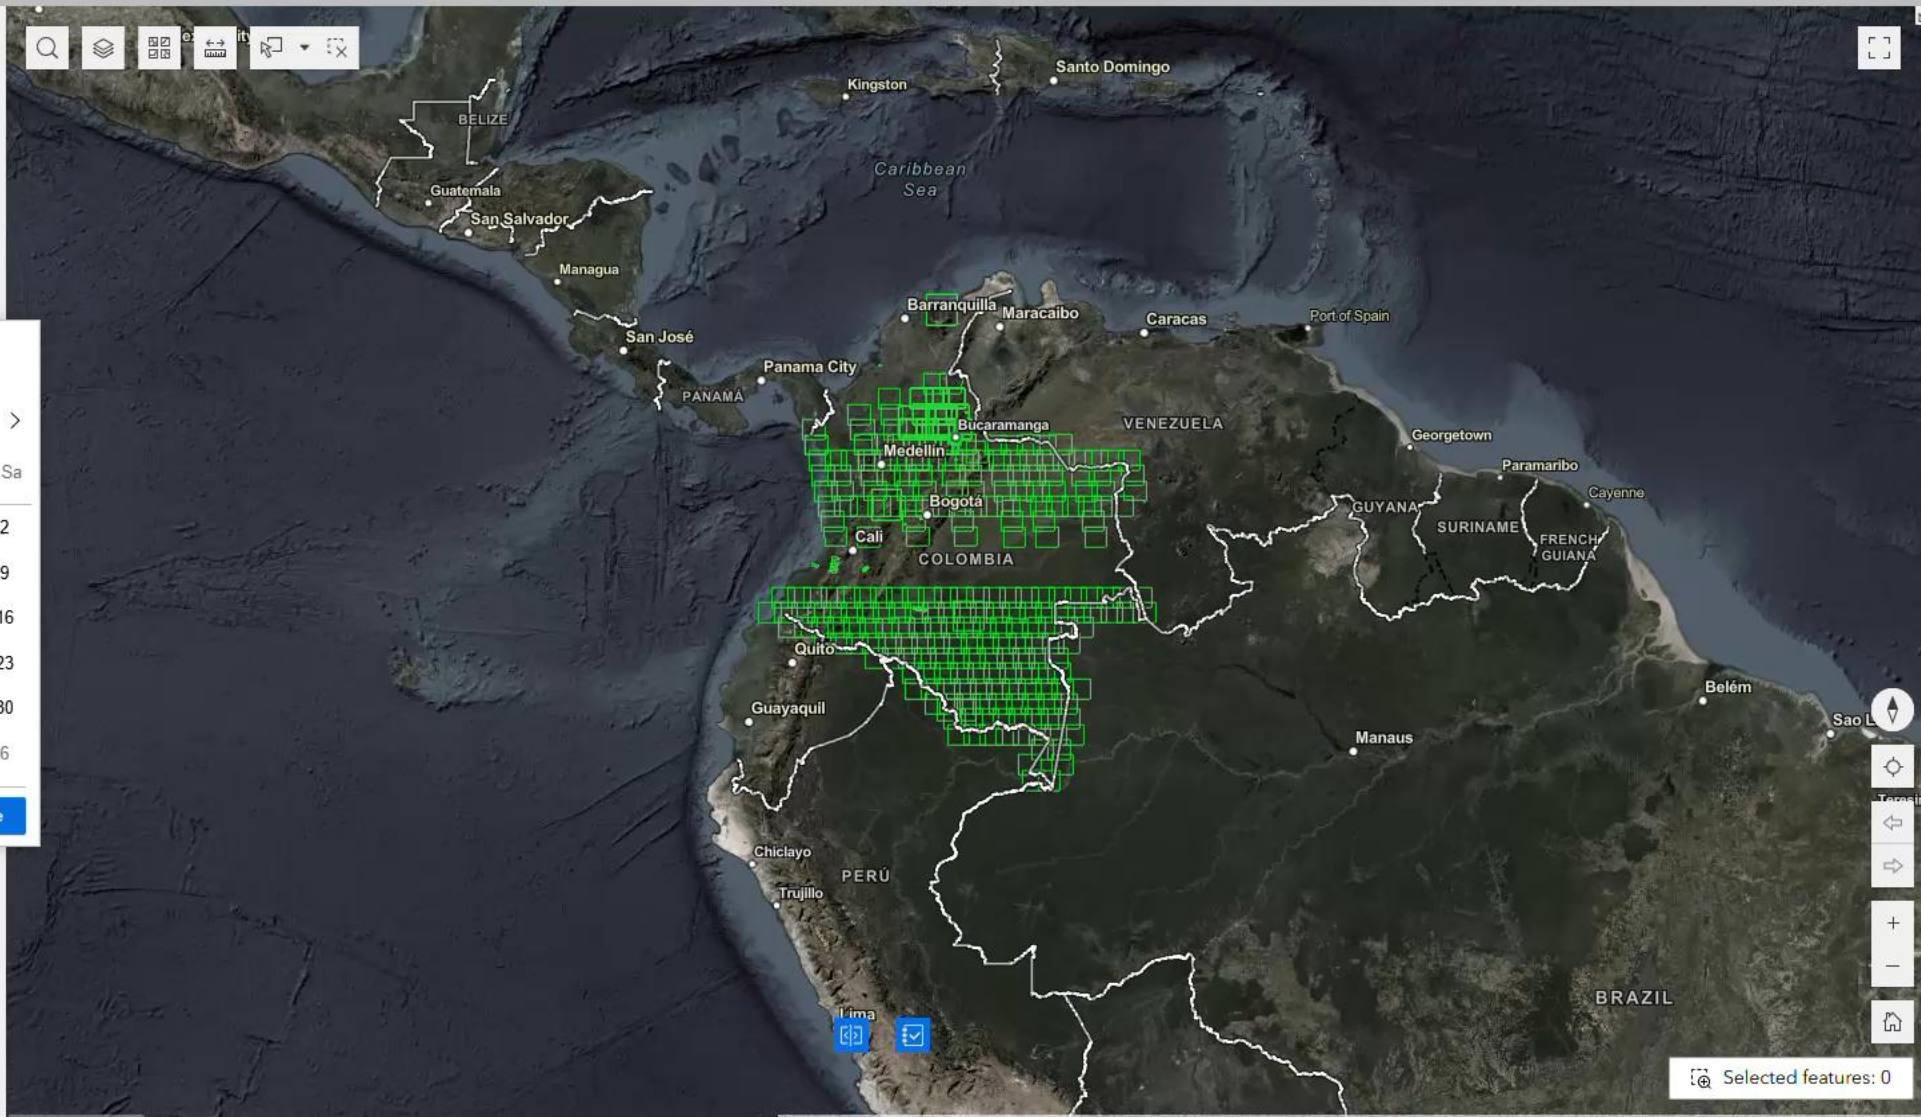 ity
Santo Domingo
Kingston
BELIZE
Caribbean
Sea
Guatemala
San Salvador
Managua
Barranquilla
Maracaibo
Caracas
Port of Spain
San José
Panama City
PANAMÁ
VENEZUELA
Bucaramanga
Georgetown
Medellín
Paramaribo
Sa
Bogotá
Cayenne
GUYANA
SURINAME
2
Cali
FRENCH
GUIANA
COLOMBIA
9
16
Quito
23
Belém
Guayaquil
30
Sao L
Manaus
6
e
Chiclayo
PERÚ
Trujillo
BRAZIL
Lima
Selected features: 0